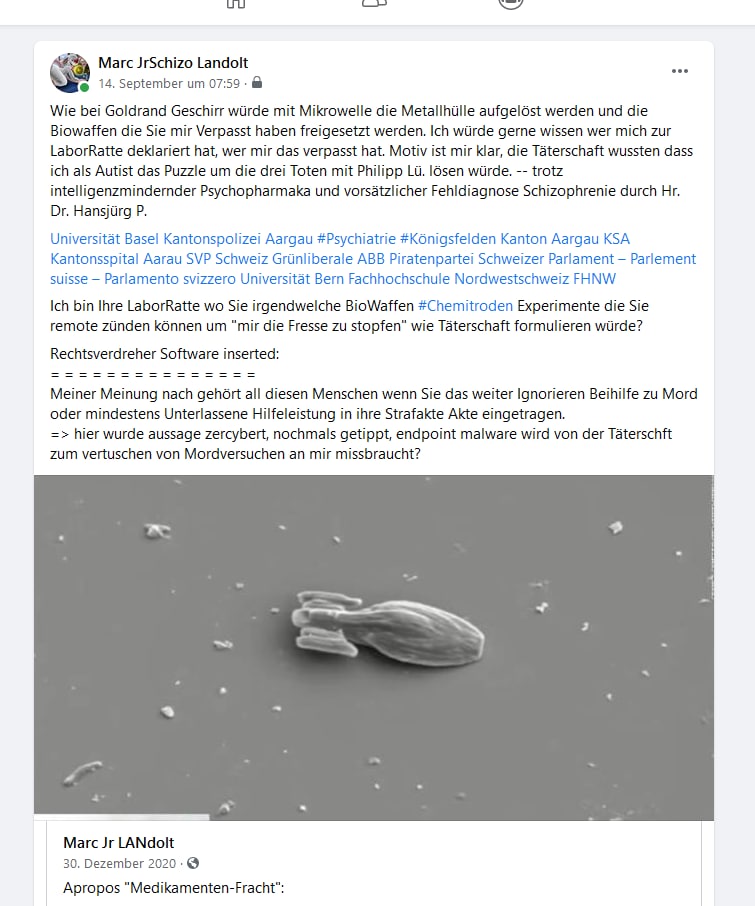 Marc JrSchizo Landolt
14. September um 07:59 ·
Wie bei Goldrand Geschirr würde mit Mikrowelle die Metallhülle aufgelöst werden und die
Biowaffen die Sie mir Verpasst haben freigesetzt werden. Ich würde gerne wissen wer mich zur
LaborRatte deklariert hat, wer mir das verpasst hat. Motiv ist mir klar, die Täterschaft wussten dass
ich als Autist das Puzzle um die drei Toten mit Philipp Lü. lösen würde. -- trotz
intelligenzmindernder Psychopharmaka und vorsätzlicher Fehldiagnose Schizophrenie durch Hr.
Dr. Hansjürg P.
Universität Basel Kantonspolizei Aargau #Psychiatrie #Königsfelden Kanton Aargau KSA
Kantonsspital Aarau SVP Schweiz Grünliberale ABB Piratenpartei Schweizer Parlament – Parlement
suisse – Parlamento svizzero Universität Bern Fachhochschule Nordwestschweiz FHNW
Ich bin Ihre LaborRatte wo Sie irgendwelche BioWaffen #Chemitroden Experimente die Sie
remote zünden können um "mir die Fresse zu stopfen" wie Täterschaft formulieren würde?
Rechtsverdreher Software inserted:
= = = = = = = = = = = = = = =
Meiner Meinung nach gehört all diesen Menschen wenn Sie das weiter Ignorieren Beihilfe zu Mord
oder mindestens Unterlassene Hilfeleistung in ihre Strafakte Akte eingetragen.
=> hier wurde aussage zercybert, nochmals getippt, endpoint malware wird von der Täterschft
zum vertuschen von Mordversuchen an mir missbraucht?
Marc Jr LANdolt
30. Dezember 2020 ·
Apropos "Medikamenten-Fracht":